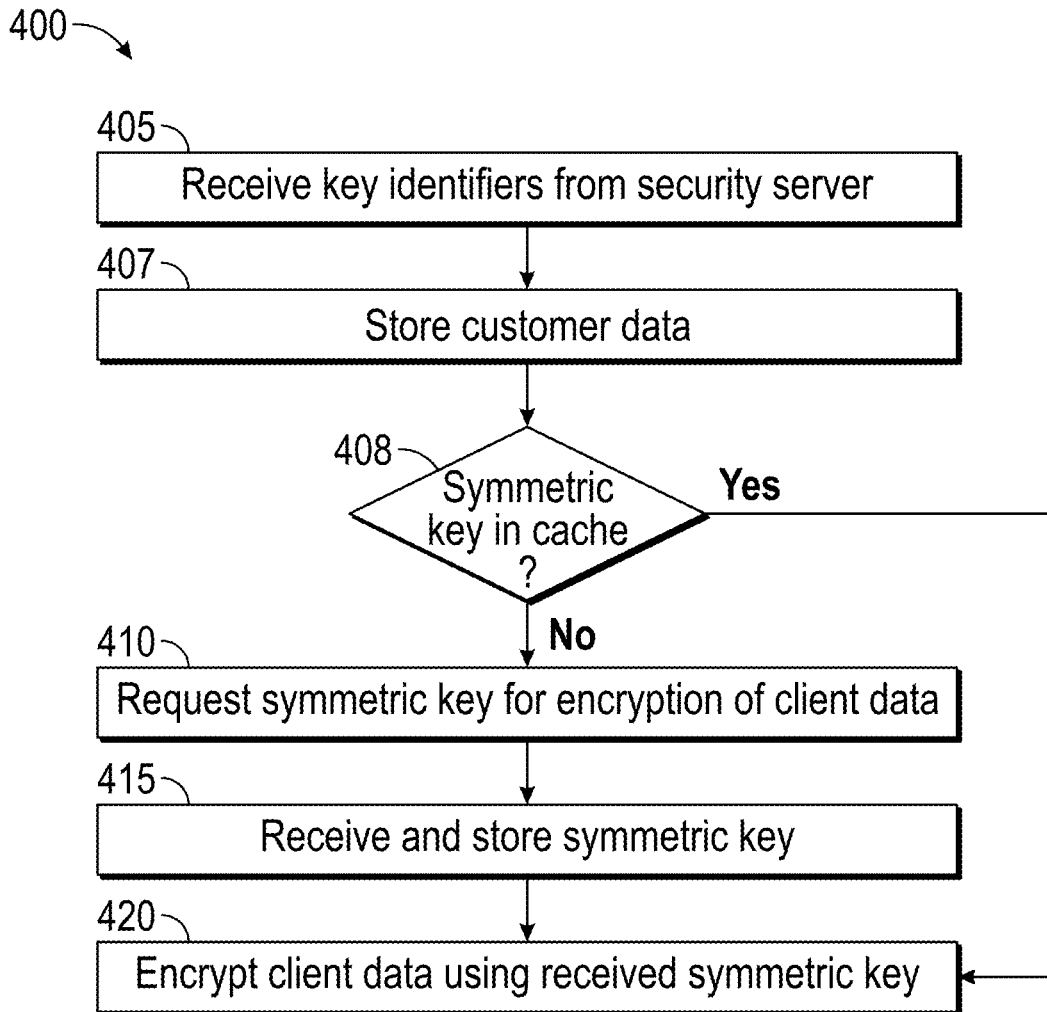 400
405
Receive key identifiers from security server
407
Store customer data
408
Symmetric
key in cache
?
Yes
No
410
Request symmetric key for encryption of client data
415
Receive and store symmetric key
420
Encrypt client data using received symmetric key